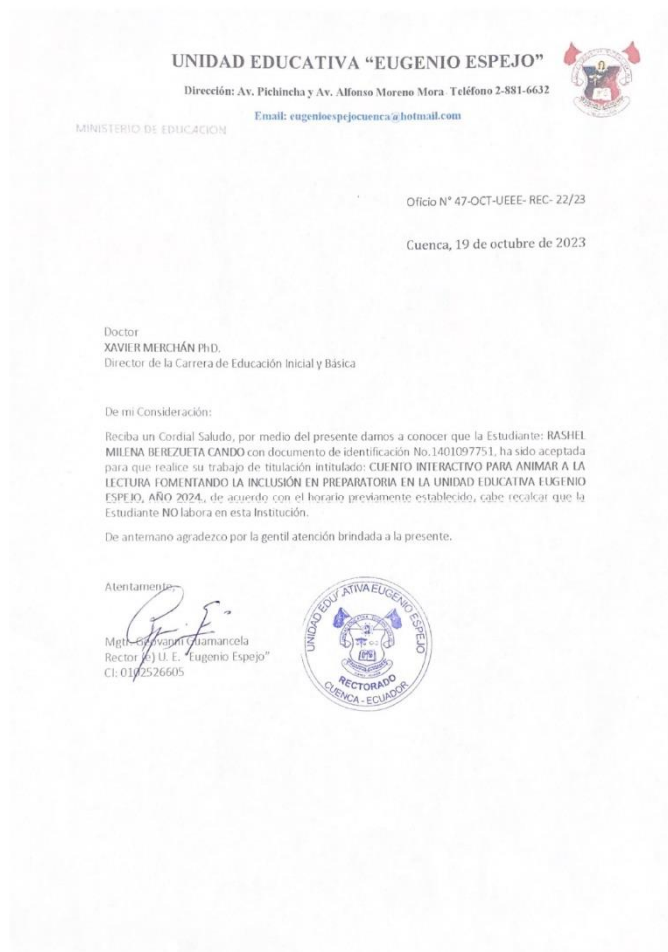 UNIDAD EDUCATIVA “EUGENIO ESPEJO”
Dirección: Av. Pichincha y Av. Alfonso Moreno Mora Teléfono 2-881-6632
Email: eugenioespejocuenca@hotmail.com
MINISTERIO DE EDUCACION
Oficio N° 47-OCT-UEEE- REC- 22/23
Cuenca, 19 de octubre de 2023
Doctor
XAVIER MERCHÁN PhD.
Director de la Carrera de Educación Inicial y Básica
De mi Consideración:
Reciba un Cordial Saludo, por medio del presente damos a conocer que la Estudiante: RASHEL
MILENA BEREZUETA CANDO con documento de identificación No.1401097751, ha sido aceptada
para que realice su trabajo de titulación intitulado: CUENTO INTERACTIVO PARA ANIMAR A LA
LECTURA FOMENTANDO LA INCLUSIÓN EN PREPARATORIA EN LA UNIDAD EDUCATIVA EUGENIO
ESPEJO, AÑO 2024., de acuerdo con el horario previamente establecido, cabe recalcar que la
Estudiante NO labora en esta Institución.
De antemano agradezco por la gentil atención brindada a la presente.
Atentamente,
Mgtr. Geovanni Guamancela
Rector (e) U. E. “Eugenio Espejo”
CI: 0102526605
UNIDAD EDUCATIVA EUGENIO ESPEJO
RECTORADO
CUENCA - ECUADOR